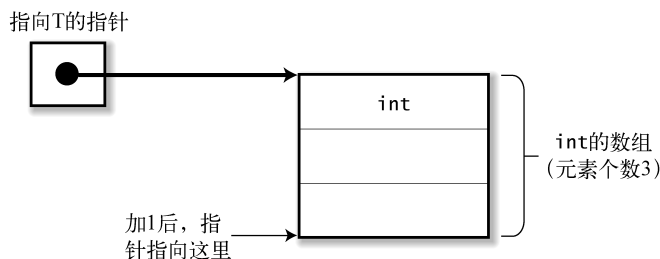 指向T的指针
int
int的数组
（元素个数3）
加1后，指
针指向这里